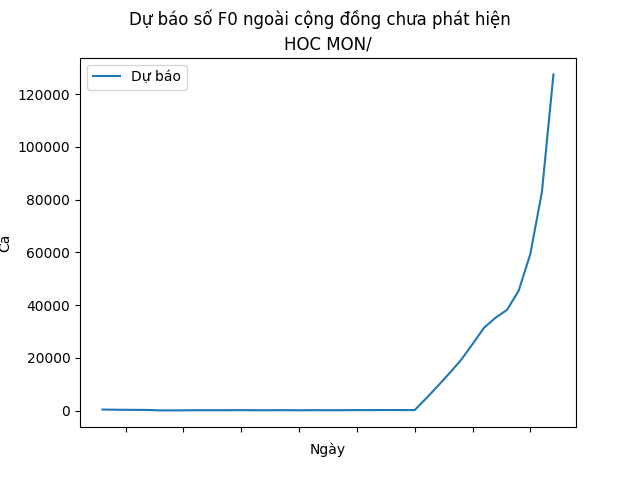 Dự báo số F0 ngoài cộng đồng chưa phát hiện
HOC MON/
Dự báo
120000
100000
80000
60000
40000
20000
0
Ca
Ngày